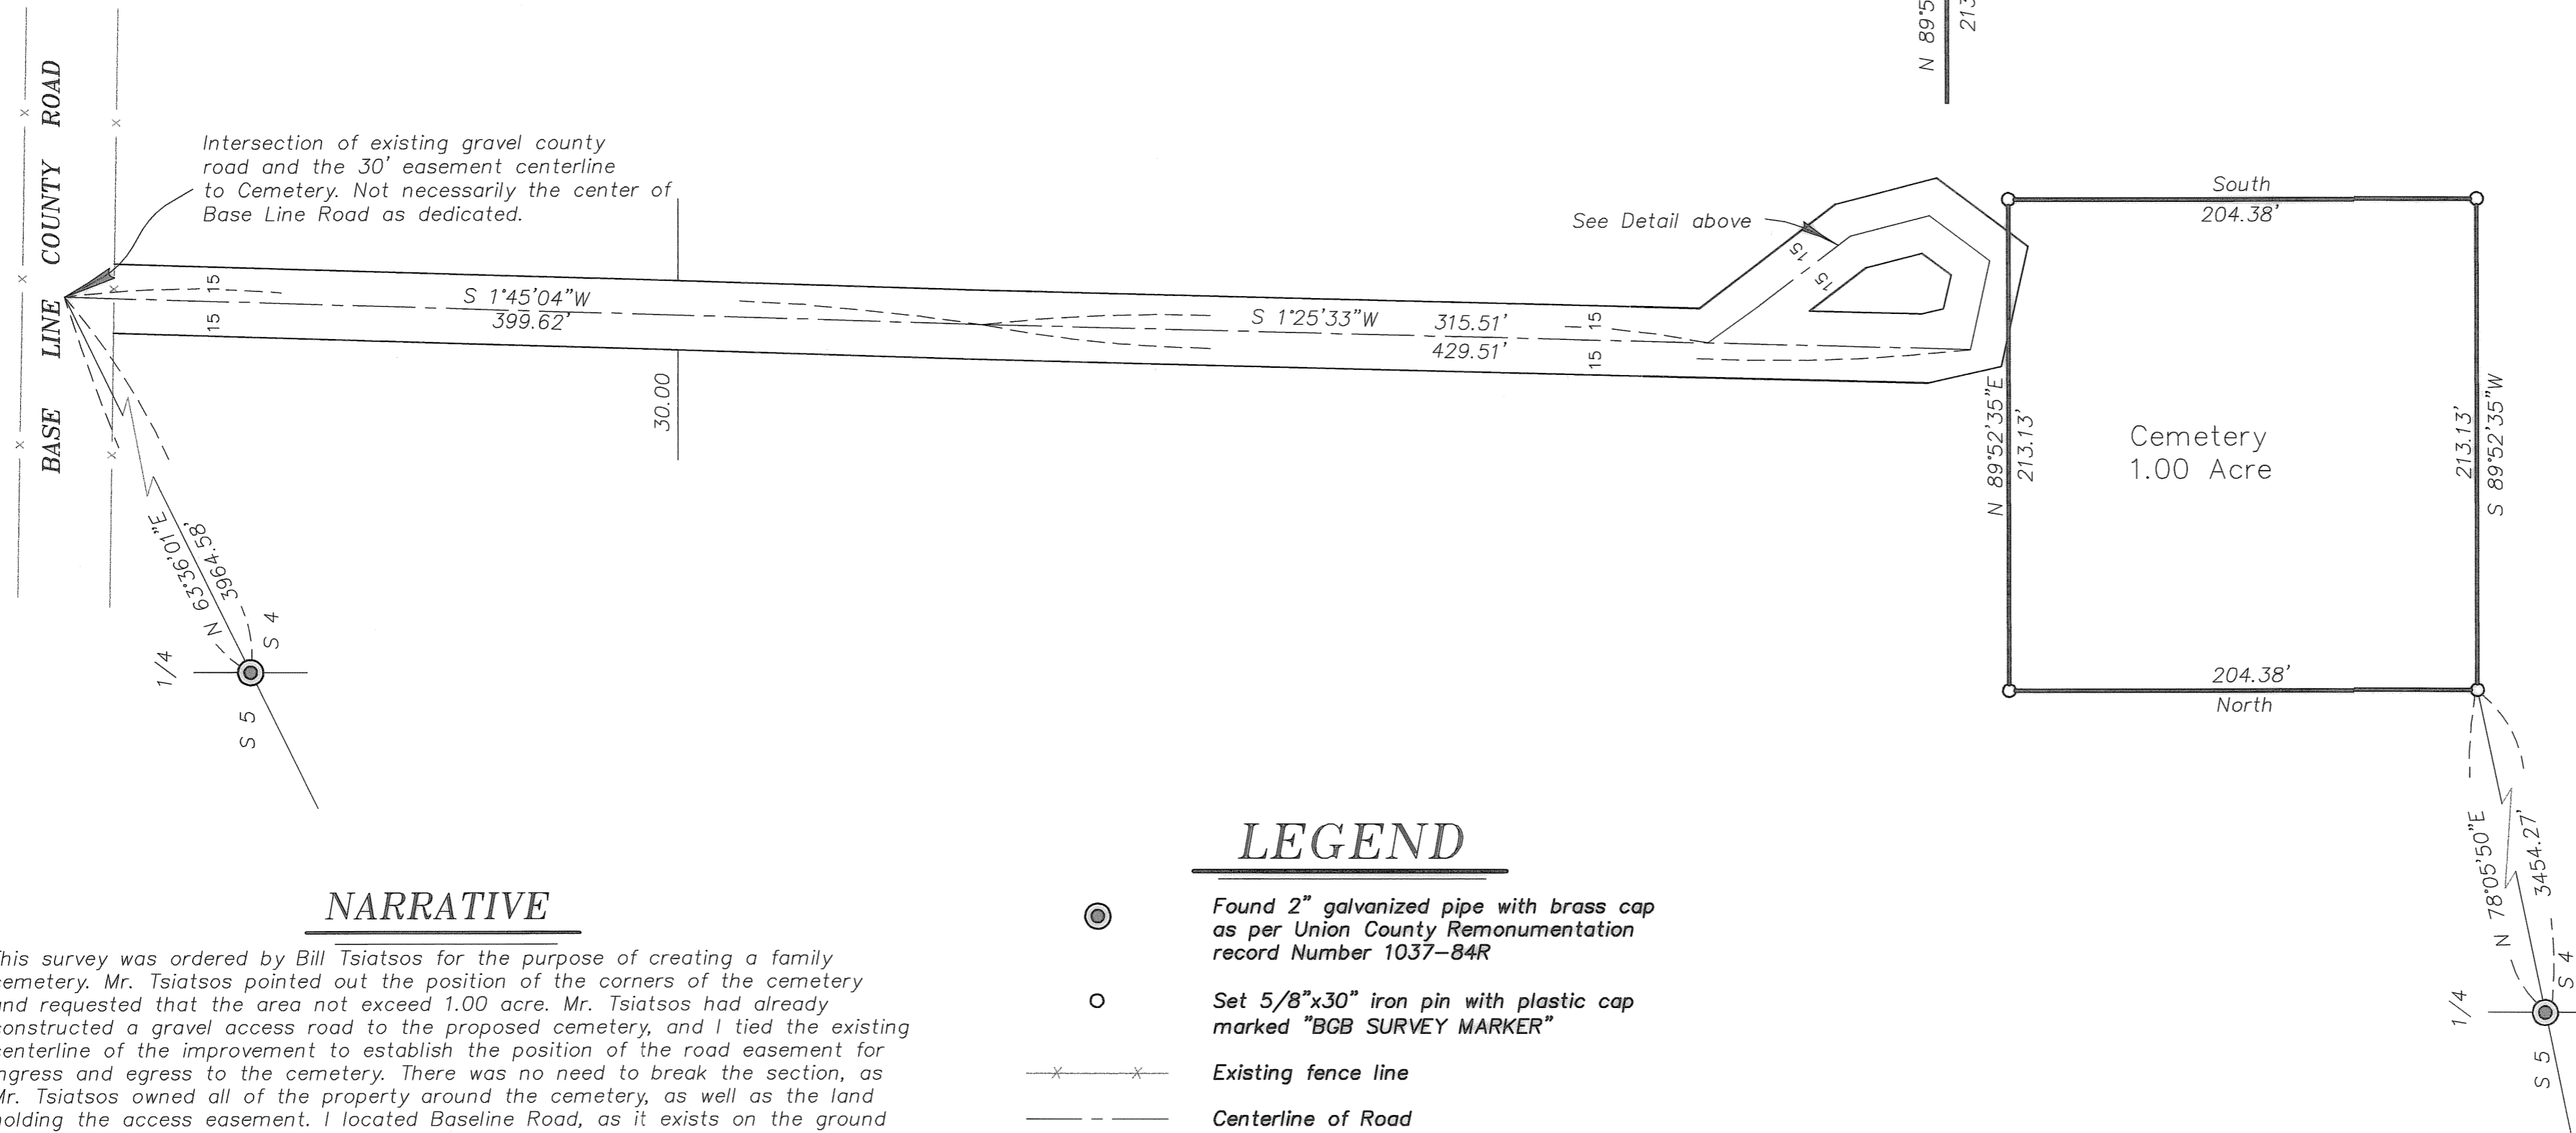 N 89°5
213
BASE LINE COUNTY ROAD
Intersection of existing gravel county
road and the 30' easement centerline
to Cemetery. Not necessarily the center of
Base Line Road as dedicated.
See Detail above
South
204.38'
15
15
15
15
S 1°45'04"W
399.62'
S 1°25'33"W
315.51'
429.51'
15
15
30.00
N 89°52'35"E
213.13'
Cemetery
1.00 Acre
213.13'
S 89°52'35"W
N 63°36'01"E
3964.58'
1/4
S 4
S 5
204.38'
North
N 78°05'50"E
3454.27'
1/4
S 4
S 5
NARRATIVE
his survey was ordered by Bill Tsiatsos for the purpose of creating a family
emetery. Mr. Tsiatsos pointed out the position of the corners of the cemetery
nd requested that the area not exceed 1.00 acre. Mr. Tsiatsos had already
onstructed a gravel access road to the proposed cemetery, and I tied the existing
enterline of the improvement to establish the position of the road easement for
ngress and egress to the cemetery. There was no need to break the section, as
Mr. Tsiatsos owned all of the property around the cemetery, as well as the land
olding the access easement. I located Baseline Road, as it exists on the ground
LEGEND
Found 2" galvanized pipe with brass cap
as per Union County Remonumentation
record Number 1037-84R
Set 5/8"x30" iron pin with plastic cap
marked "BGB SURVEY MARKER"
Existing fence line
Centerline of Road